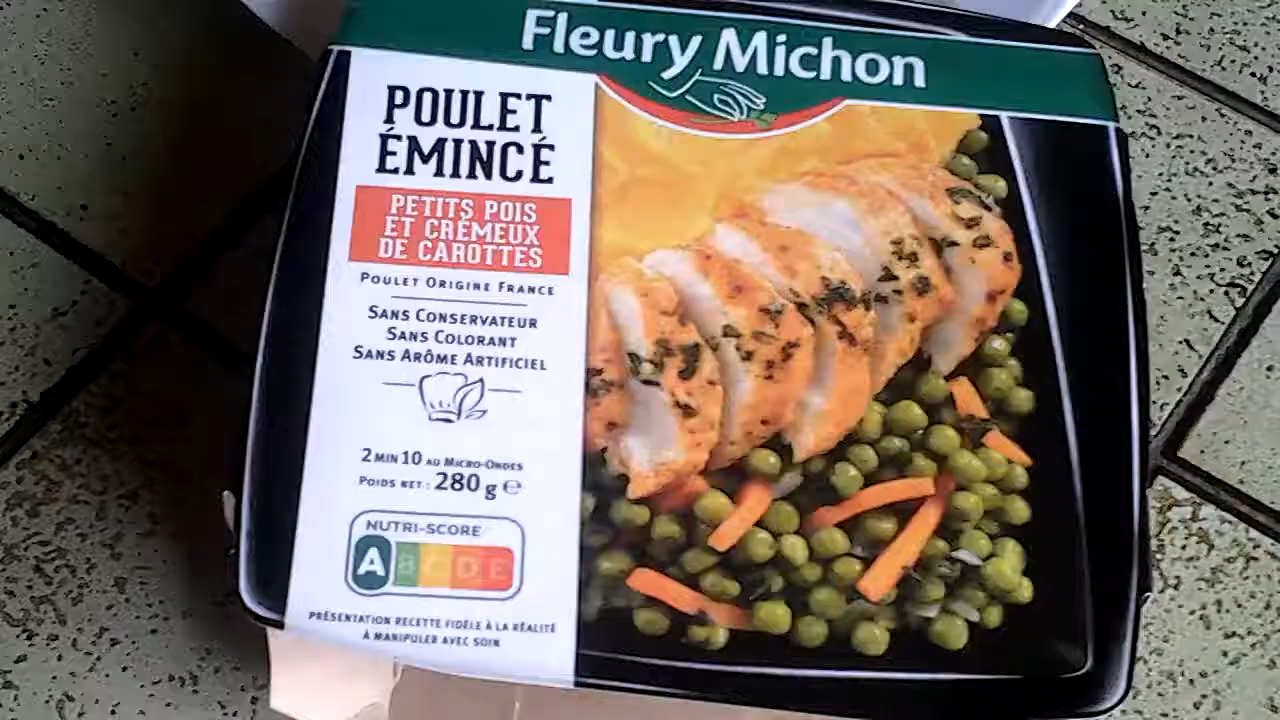 Fleury Michon
POULET
ÉMINCÉ
PETITS POIS
ET CRÉMEUX
DE CAROTTES
POULET ORIGINE FRANCE
SANS CONSERVATEUR
SANS COLORANT
SANS ARÔME ARTIFICIEL
2 MIN 10 AU MICRO-ONDES
POIDS NET : 280 g ℮
NUTRI-SCORE
A B C D E
PRÉSENTATION RECETTE FIDÈLE À LA RÉALITÉ
À MANIPULER AVEC SOIN